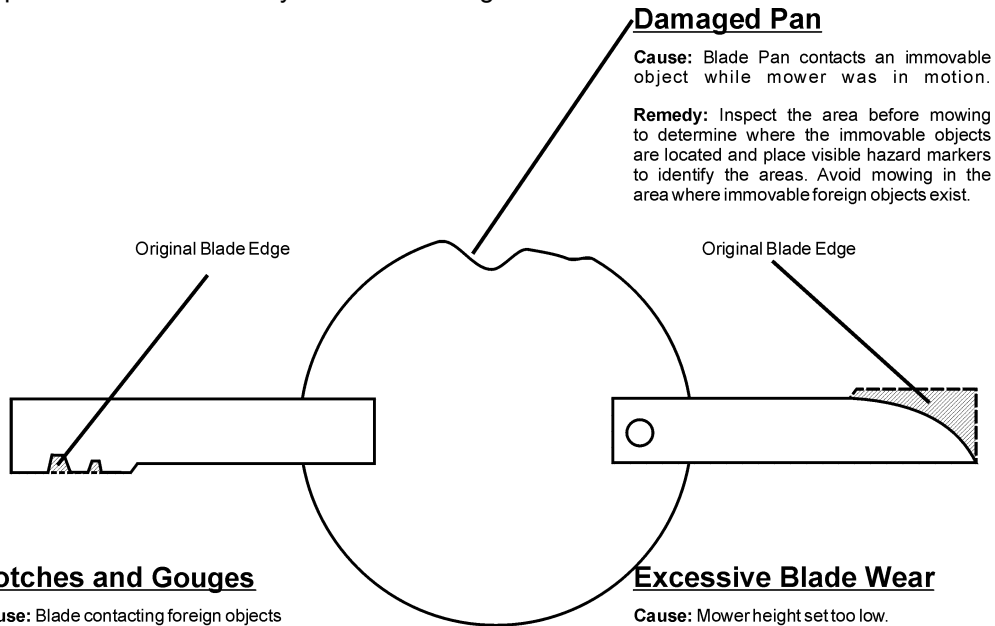 Damaged Pan
Cause: Blade Pan contacts an immovable
object while mower was in motion.
Remedy: Inspect the area before mowing
to determine where the immovable objects
are located and place visible hazard markers
to identify the areas. Avoid mowing in the
area where immovable foreign objects exist.
Original Blade Edge
Original Blade Edge
otches and Gouges
use: Blade contacting foreign objects
Excessive Blade Wear
Cause: Mower height set too low.